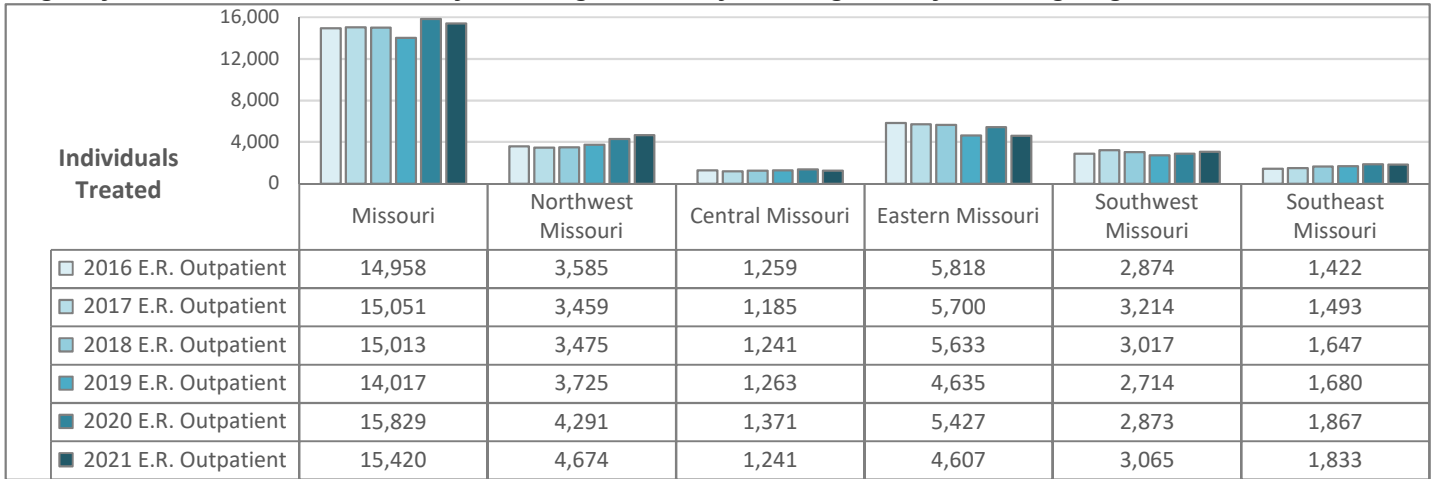 16,000
12,000
8,000
4,000
0
Individuals
Treated
Missouri
Northwest
Missouri
Central Missouri
Eastern Missouri
Southwest
Missouri
Southeast
Missouri
2016 E.R. Outpatient 14,958 3,585 1,259 5,818 2,874 1,422
2017 E.R. Outpatient 15,051 3,459 1,185 5,700 3,214 1,493
2018 E.R. Outpatient 15,013 3,475 1,241 5,633 3,017 1,647
2019 E.R. Outpatient 14,017 3,725 1,263 4,635 2,714 1,680
2020 E.R. Outpatient 15,829 4,291 1,371 5,427 2,873 1,867
2021 E.R. Outpatient 15,420 4,674 1,241 4,607 3,065 1,833